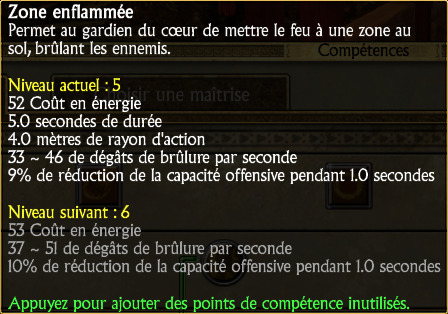 Zone enflammée
Permet au gardien du cœur de mettre le feu à une zone au
sol, brûlant les ennemis.
Compétences
Niveau actuel : 5
oisir une maîtrise
52 Coût en énergie
5.0 secondes de durée
4.0 mètres de rayon d'action
33 ~ 46 de dégâts de brûlure par seconde
9% de réduction de la capacité offensive pendant 1.0 secondes
Niveau suivant : 6
53 Coût en énergie
37 ~ 51 de dégâts de brûlure par seconde
10% de réduction de la capacité offensive pendant 1.0 secondes
Appuyez pour ajouter des points de compétence inutilisés.